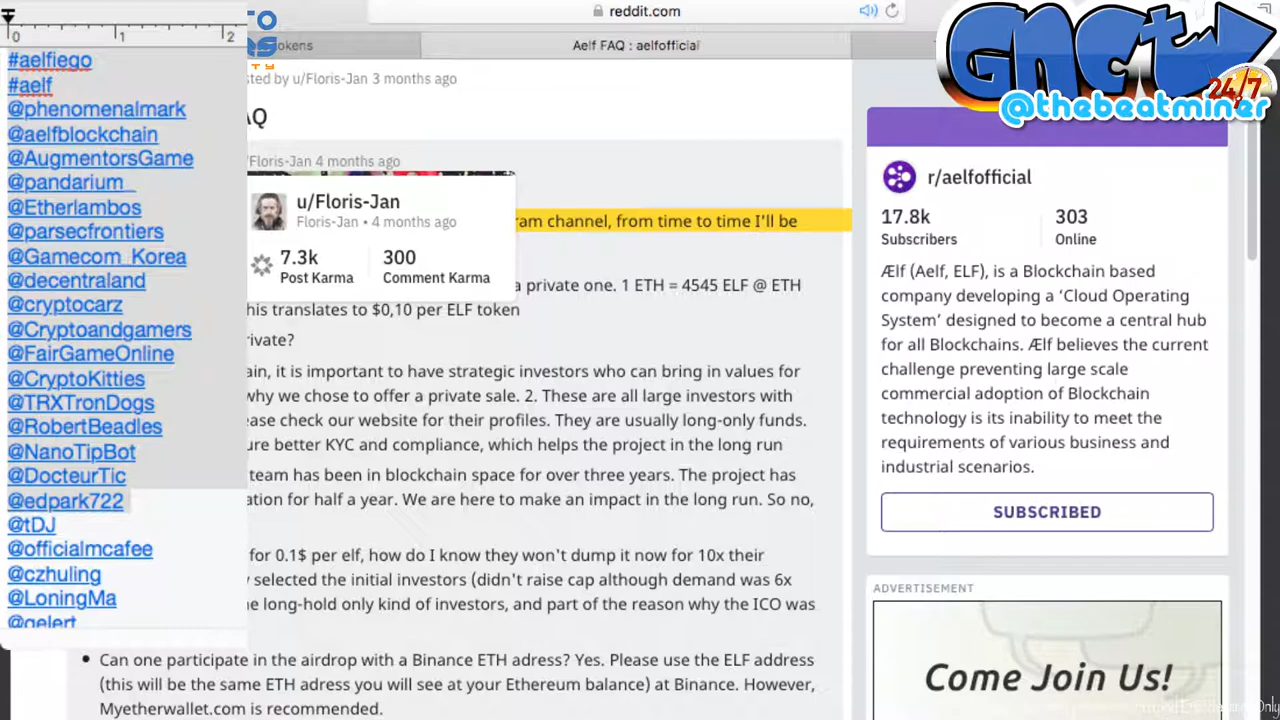 reddit.com
okens
Aelf FAQ : aelfofficial
GNCTV
24/7
@thebeatminer
0 1 2
#aelfiego
#aelf
@phenomenalmark
@aelfblockchain
@AugmentorsGame
@pandarium_
@Etherlambos
@parsecfrontiers
@Gamecom_Korea
@decentraland
@cryptocarz
@Cryptoandgamers
@FairGameOnline
@CryptoKitties
@TRXTronDogs
@RobertBeadles
@NanoTipBot
@DocteurTic
@edpark722
@tDJ
@officialmcafee
@czhuling
@LoningMa
@gelert
sted by u/Floris-Jan 3 months ago
AQ
/Floris-Jan 4 months ago
u/Floris-Jan
Floris-Jan • 4 months ago
7.3k 300
Post Karma Comment Karma
ram channel, from time to time I'll be
a private one. 1 ETH = 4545 ELF @ ETH
his translates to $0,10 per ELF token
rivate?
ain, it is important to have strategic investors who can bring in values for
why we chose to offer a private sale. 2. These are all large investors with
ease check our website for their profiles. They are usually long-only funds.
ure better KYC and compliance, which helps the project in the long run
team has been in blockchain space for over three years. The project has
ation for half a year. We are here to make an impact in the long run. So no,
for 0.1$ per elf, how do I know they won't dump it now for 10x their
y selected the initial investors (didn't raise cap although demand was 6x
e long-hold only kind of investors, and part of the reason why the ICO was
• Can one participate in the airdrop with a Binance ETH adress? Yes. Please use the ELF address
(this will be the same ETH adress you will see at your Ethereum balance) at Binance. However,
Myetherwallet.com is recommended.
r/aelfofficial
17.8k 303
Subscribers Online
Ælf (Aelf, ELF), is a Blockchain based
company developing a ‘Cloud Operating
System’ designed to become a central hub
for all Blockchains. Ælf believes the current
challenge preventing large scale
commercial adoption of Blockchain
technology is its inability to meet the
requirements of various business and
industrial scenarios.
SUBSCRIBED
ADVERTISEMENT
Come Join Us!